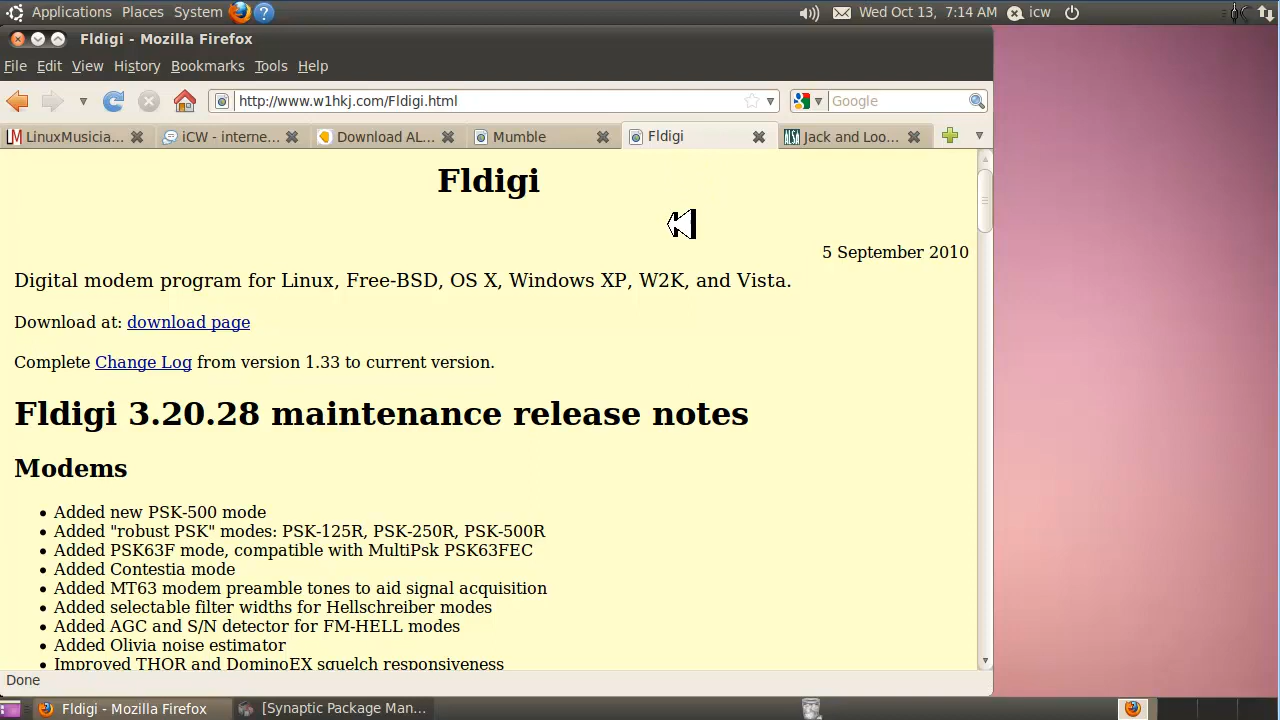 Applications Places System Wed Oct 13, 7:14 AM icw
Fldigi - Mozilla Firefox
File Edit View History Bookmarks Tools Help
http://www.w1hkj.com/Fldigi.html Google
LinuxMusicia... iCW - interne... Download AL... Mumble Fldigi Jack and Loo...
Fldigi
5 September 2010
Digital modem program for Linux, Free-BSD, OS X, Windows XP, W2K, and Vista.
Download at: download page
Complete Change Log from version 1.33 to current version.
Fldigi 3.20.28 maintenance release notes
Modems
• Added new PSK-500 mode
• Added "robust PSK" modes: PSK-125R, PSK-250R, PSK-500R
• Added PSK63F mode, compatible with MultiPsk PSK63FEC
• Added Contestia mode
• Added MT63 modem preamble tones to aid signal acquisition
• Added selectable filter widths for Hellschreiber modes
• Added AGC and S/N detector for FM-HELL modes
• Added Olivia noise estimator
• Improved THOR and DominoEX squelch responsiveness
Done
Fldigi - Mozilla Firefox [Synaptic Package Man...